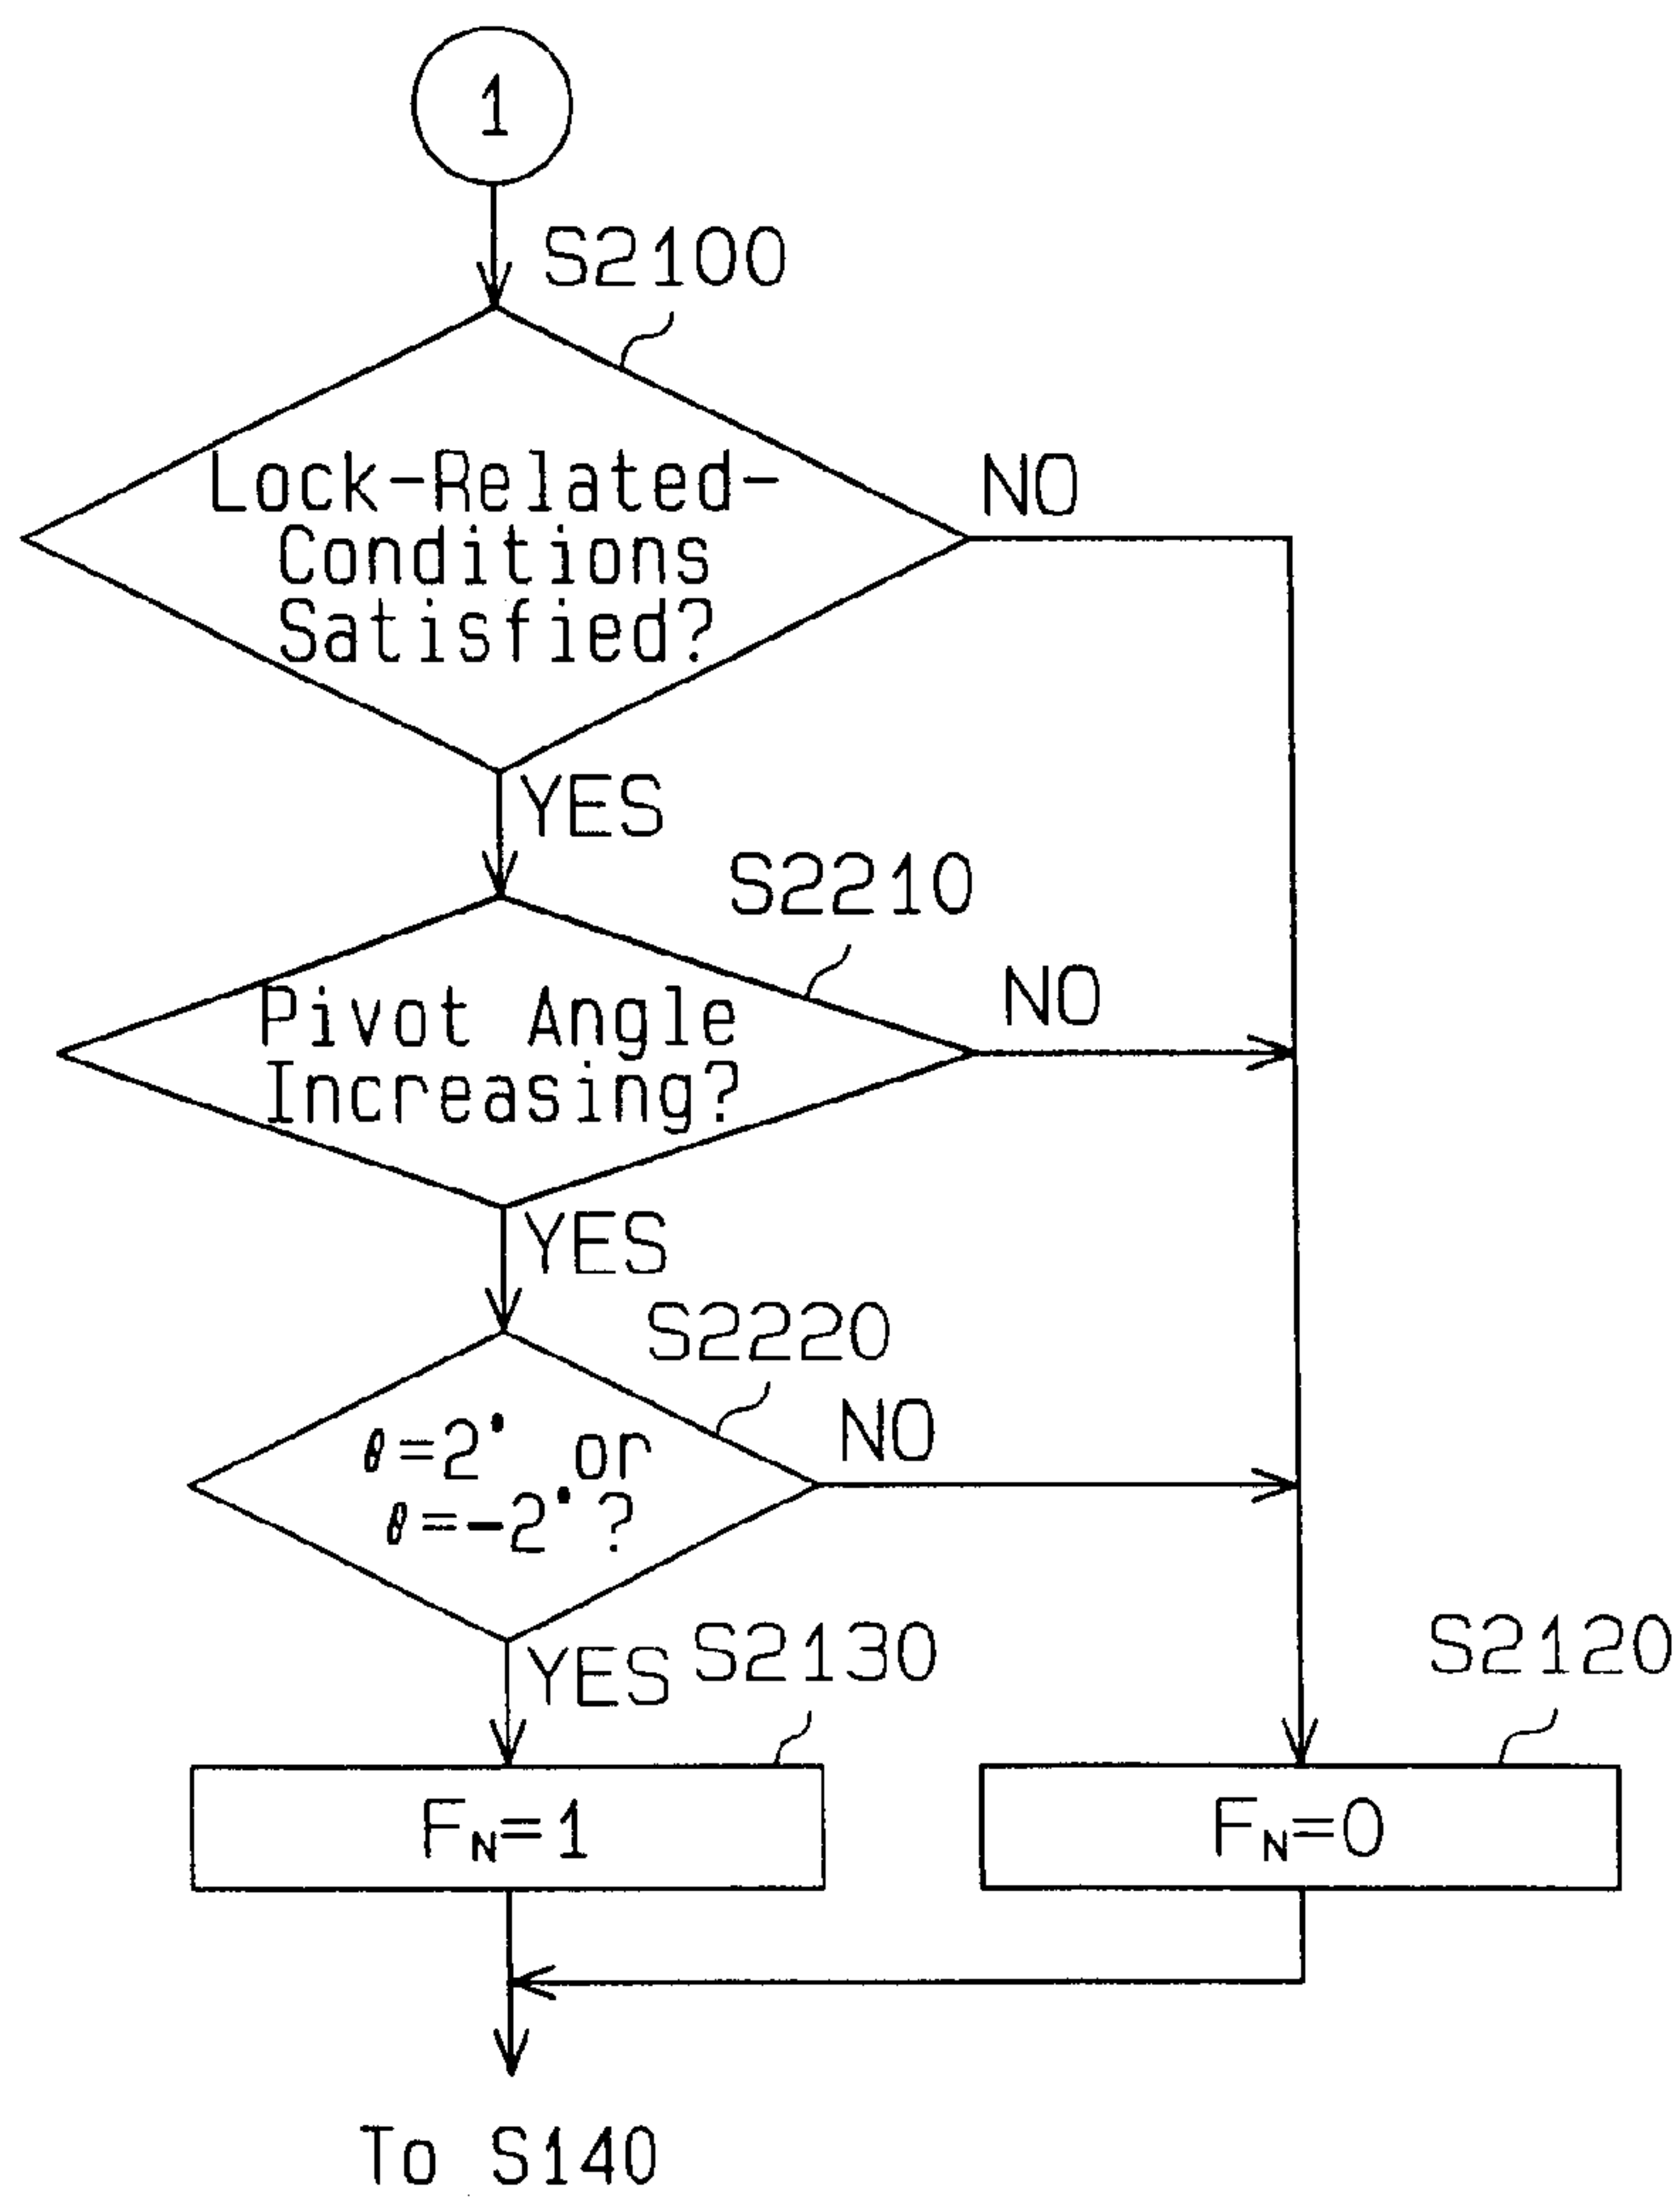 1
S2100
Lock-Related-
Conditions
Satisfied?
NO
YES
S2210
Pivot Angle
Increasing?
NO
YES
S2220
θ=2° or
θ=-2°?
NO
YES
S2130
S2120
FN=1
FN=0
To S140